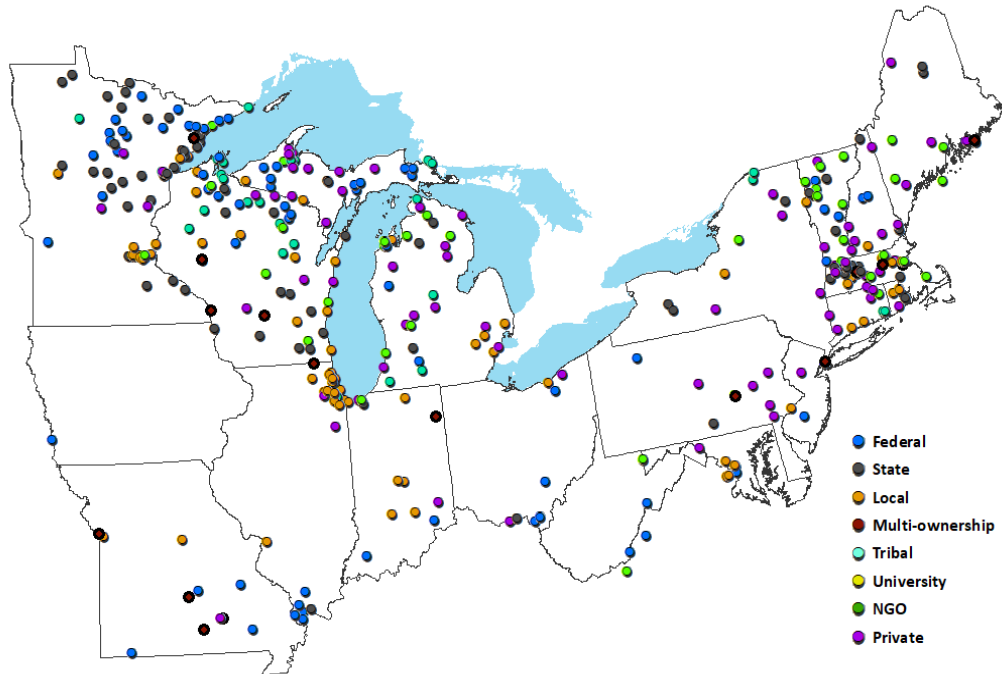 Federal
State
Local
Multi-ownership
Tribal
University
NGO
Private